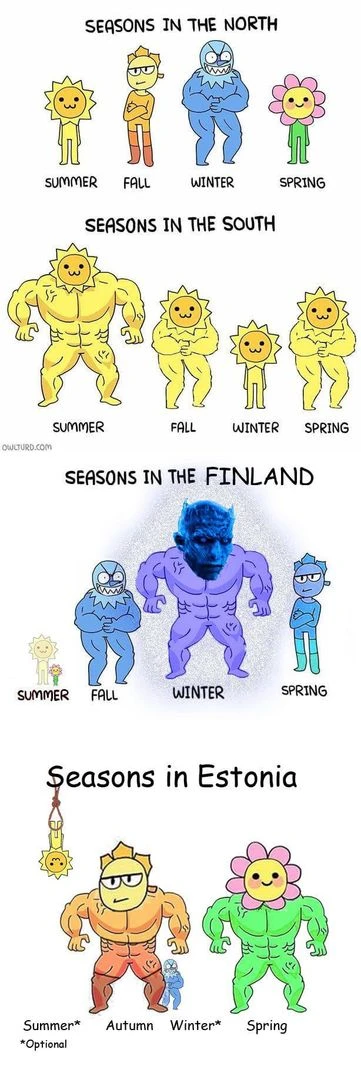 SEASONS IN THE NORTH
SUMMER FALL WINTER SPRING
SEASONS IN THE SOUTH
SUMMER FALL WINTER SPRING
OWLTURD.COM
SEASONS IN THE FINLAND
SUMMER FALL WINTER SPRING
Seasons in Estonia
Summer* Autumn Winter* Spring
*Optional